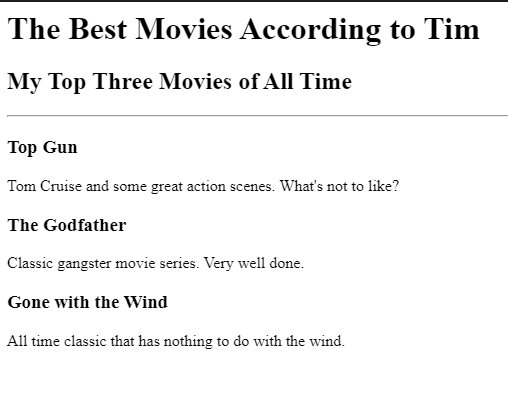 The Best Movies According to Tim
My Top Three Movies of All Time
Top Gun
Tom Cruise and some great action scenes. What's not to like?
The Godfather
Classic gangster movie series. Very well done.
Gone with the Wind
All time classic that has nothing to do with the wind.